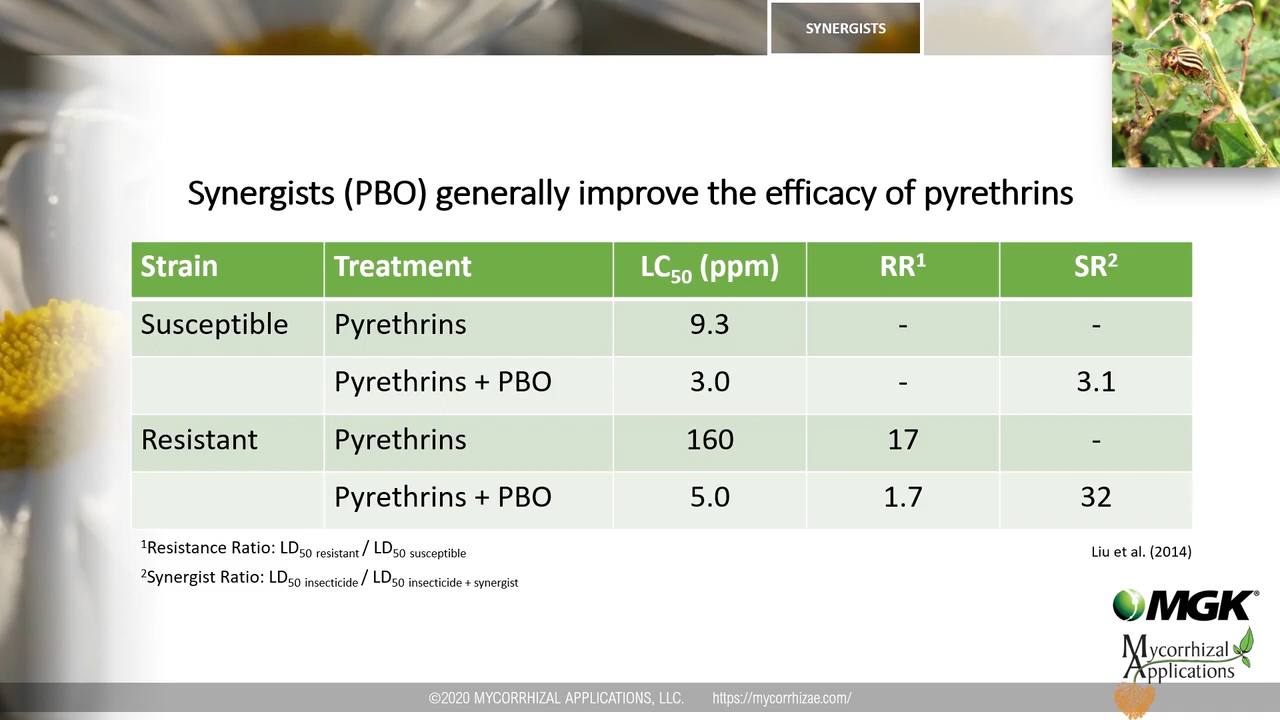 SYNERGISTS
Synergists (PBO) generally improve the efficacy of pyrethrins
Strain Treatment LC50 (ppm) RR1 SR2
Susceptible Pyrethrins 9.3 - -
Pyrethrins + PBO 3.0 - 3.1
Resistant Pyrethrins 160 17 -
Pyrethrins + PBO 5.0 1.7 32
1Resistance Ratio: LD50 resistant / LD50 susceptible
Liu et al. (2014)
2Synergist Ratio: LD50 insecticide / LD50 insecticide + synergist
MGK®
Mycorrhizal
Applications
©2020 MYCORRHIZAL APPLICATIONS, LLC. https://mycorrhizae.com/